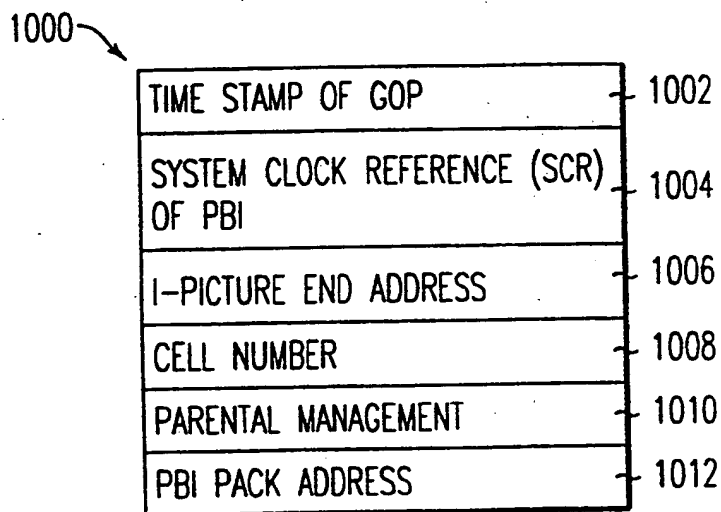 1000
TIME STAMP OF GOP 1002
SYSTEM CLOCK REFERENCE (SCR) 1004
OF PBI
I-PICTURE END ADDRESS 1006
CELL NUMBER 1008
PARENTAL MANAGEMENT 1010
PBI PACK ADDRESS 1012